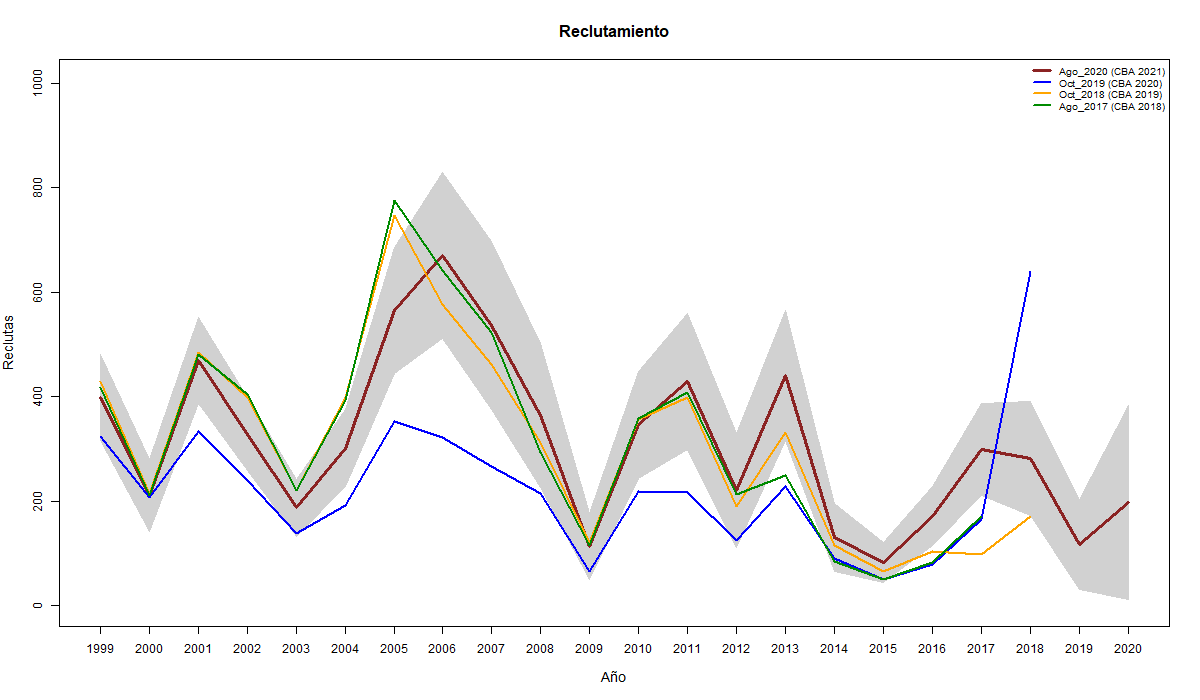 Reclutamiento
Ago_2020 (CBA 2021)
Oct_2019 (CBA 2020)
Oct_2018 (CBA 2019)
Ago_2017 (CBA 2018)
1000
800
600
400
200
0
Reclutas
1999 2000 2001 2002 2003 2004 2005 2006 2007 2008 2009 2010 2011 2012 2013 2014 2015 2016 2017 2018 2019 2020
Año